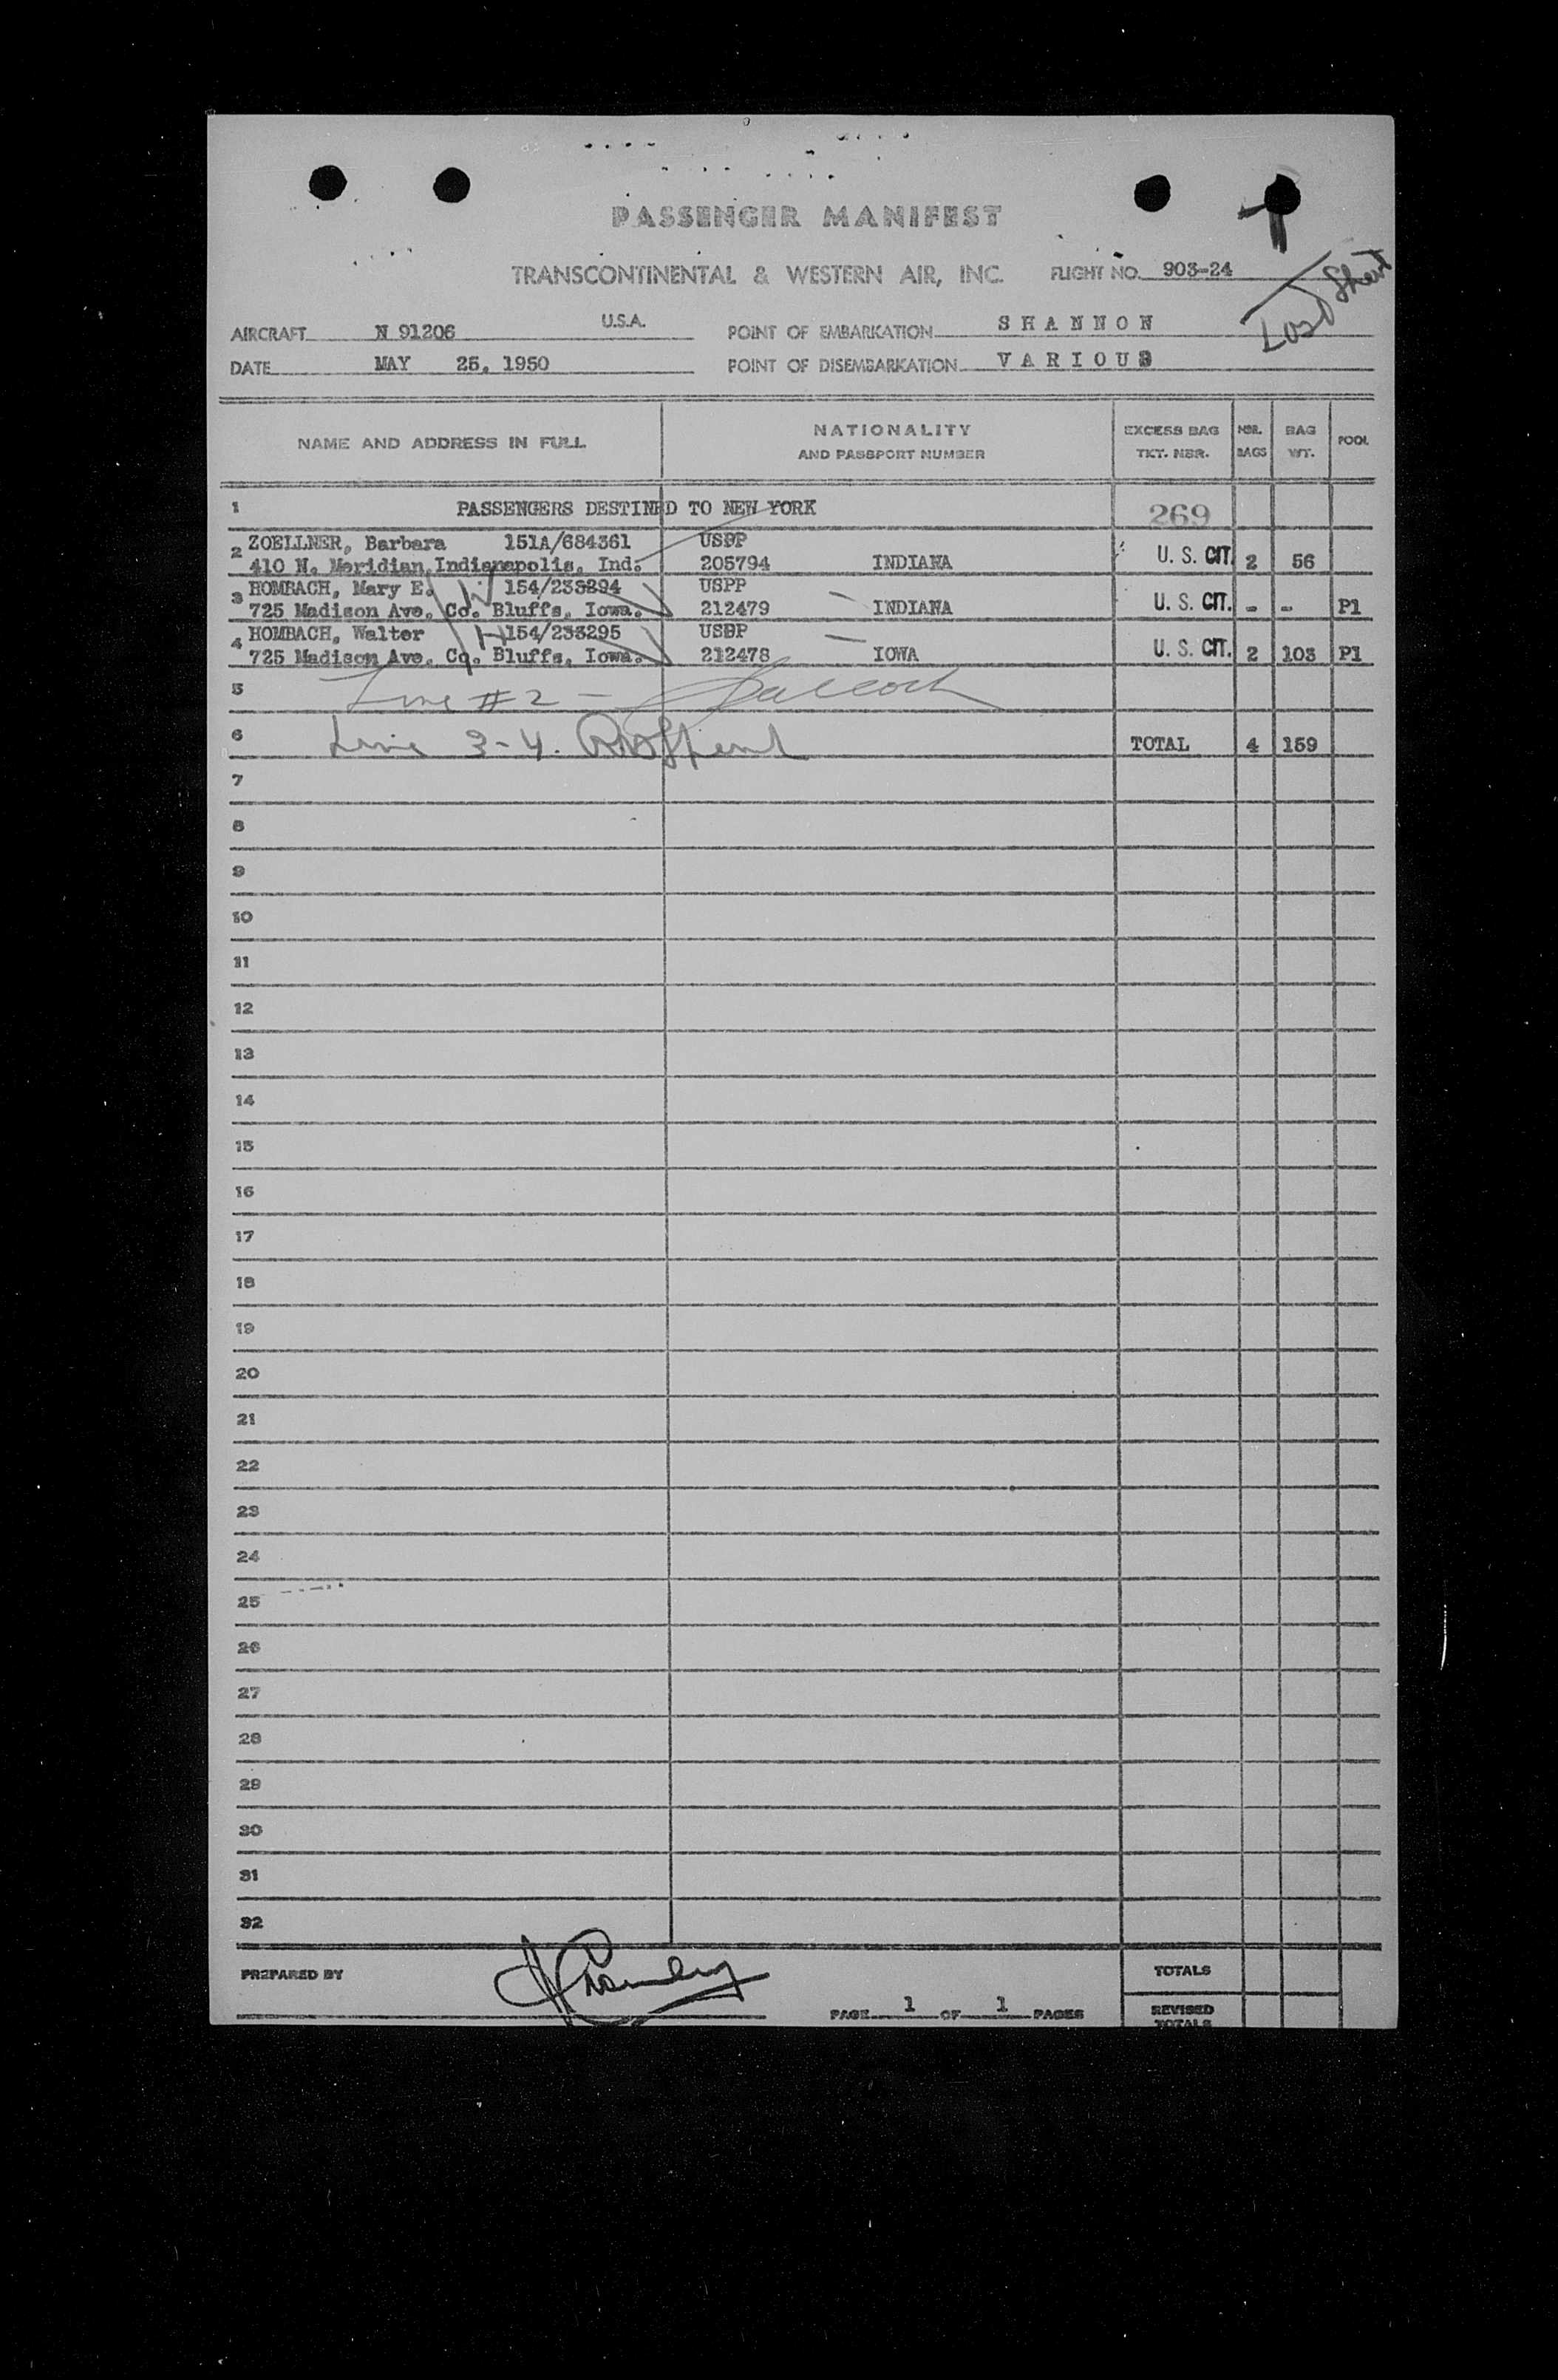 PASSENGER MANIFEST
TRANSCONTINENTAL & WESTERN AIR, INC. FLIGHT NO. 903-24
Last Sheet
AIRCRAFT N 91206 U.S.A. POINT OF EMBARKATION SHANNON
DATE MAY 25, 1950 POINT OF DISEMBARKATION VARIOUS
NAME AND ADDRESS IN FULL NATIONALITY AND PASSPORT NUMBER EXCESS BAG TKT. NBR. NBR. BAGS BAG WT. POOL
1 PASSENGERS DESTINED TO NEW YORK 269
2 ZOELLNER, Barbara 151A/684361 USPP
410 N. Meridian, Indianapolis, Ind. 205794 INDIANA U. S. CIT. 2 56
3 HOMBACH, Mary E. 154/233294 USPP
725 Madison Ave. Co. Bluffs, Iowa. 212479 INDIANA U. S. CIT. - - P1
4 HOMBACH, Walter 154/233295 USPP
725 Madison Ave. Co. Bluffs, Iowa. 212478 IOWA U. S. CIT. 2 103 P1
5 Line #2 -
6 Line 3-4. TOTAL 4 159
7
8
9
10
11
12
13
14
15
16
17
18
19
20
21
22
23
24
25
26
27
28
29
30
31
32
PREPARED BY TOTALS
PAGE 1 OF 1 PAGES REVISED TOTALS